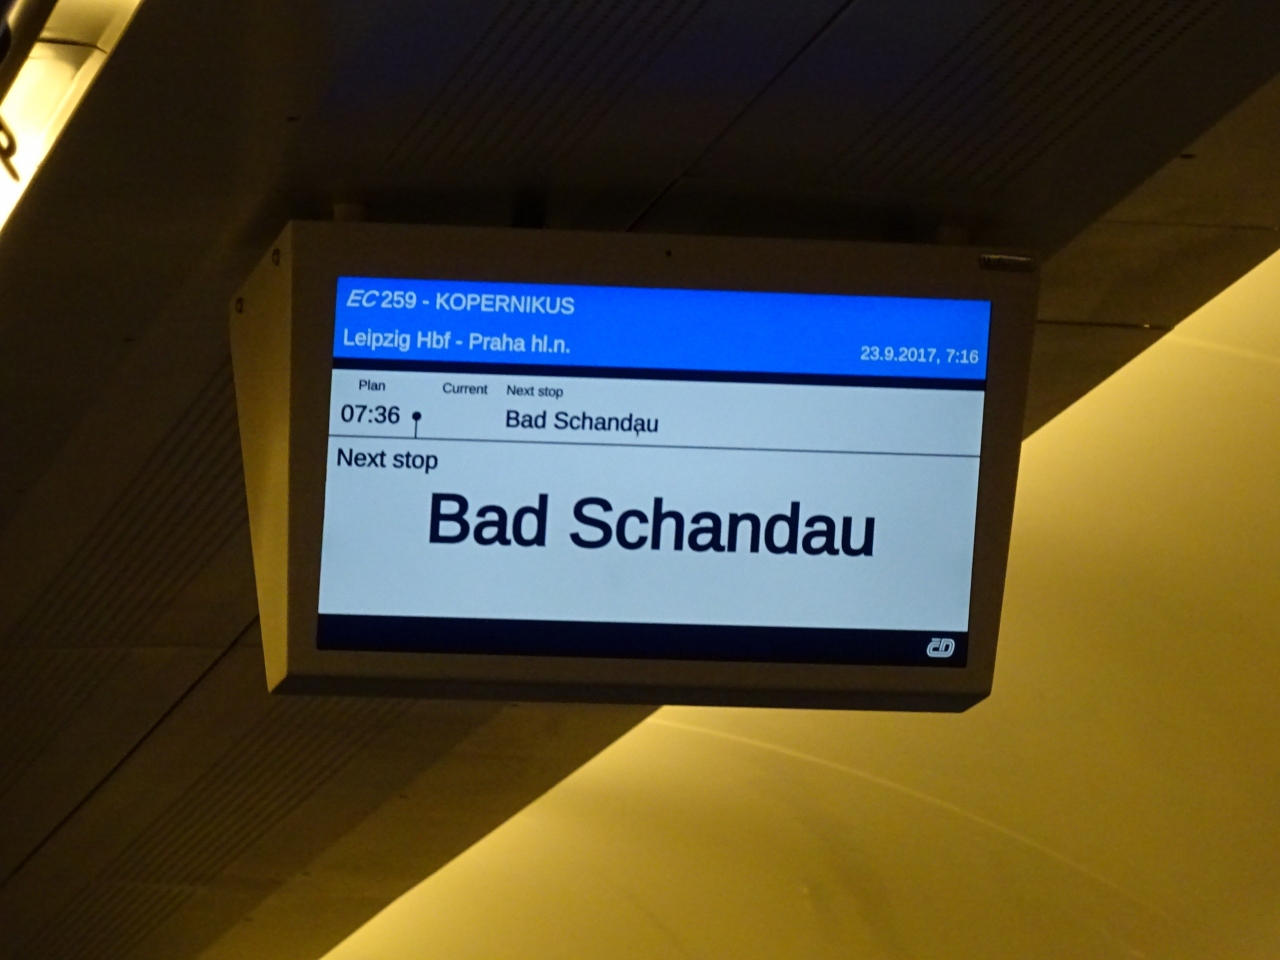 EC 259 - KOPERNIKUS
Leipzig Hbf - Praha hl.n.
23.9.2017, 7:16
Plan Current Next stop
07:36 Bad Schandau
Next stop
Bad Schandau
ČD